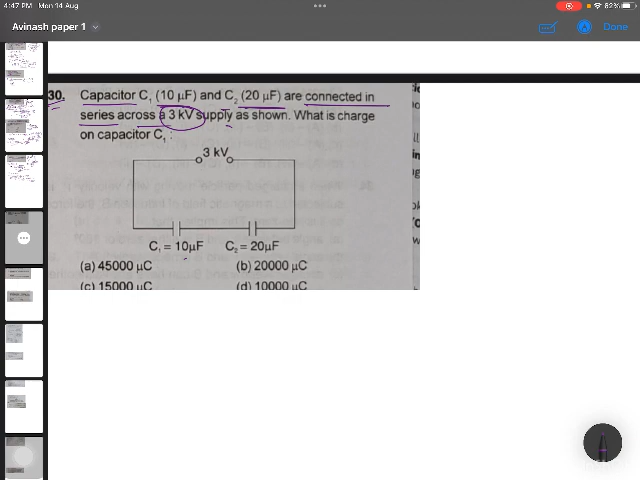 4:47 PM Mon 14 Aug
82%
Avinash paper 1
Done
30. Capacitor C₁ (10 μF) and C₂ (20 μF) are connected in
series across a 3 kV supply as shown. What is charge
on capacitor C₁ :
3 kV
C₁ = 10μF C₂ = 20μF
(a) 45000 μC (b) 20000 μC
(c) 15000 μC (d) 10000 μC